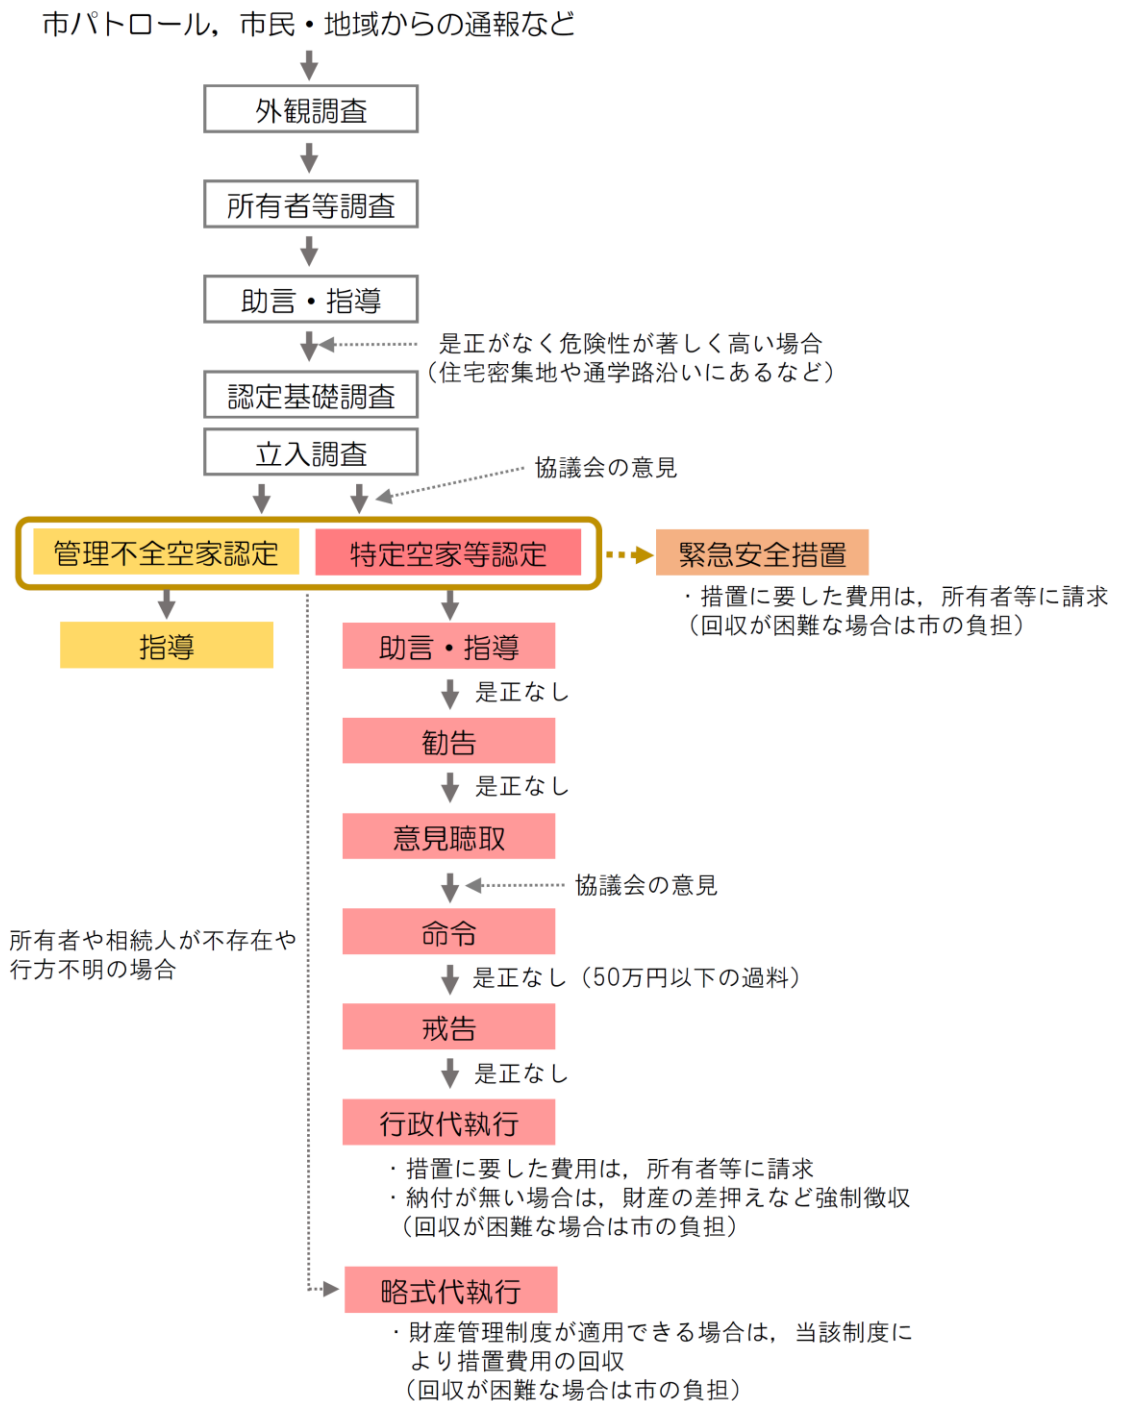 市パトロール，市民・地域からの通報など
外観調査
所有者等調査
助言・指導
是正がなく危険性が著しく高い場合
（住宅密集地や通学路沿いにあるなど）
認定基礎調査
立入調査
協議会の意見
管理不全空家認定
特定空家等認定
緊急安全措置
・措置に要した費用は，所有者等に請求
（回収が困難な場合は市の負担）
指導
助言・指導
是正なし
勧告
是正なし
意見聴取
協議会の意見
命令
所有者や相続人が不存在や
行方不明の場合
是正なし（50万円以下の過料）
戒告
是正なし
行政代執行
・措置に要した費用は，所有者等に請求
・納付が無い場合は，財産の差押えなど強制徴収
（回収が困難な場合は市の負担）
略式代執行
・財産管理制度が適用できる場合は，当該制度に
より措置費用の回収
（回収が困難な場合は市の負担）